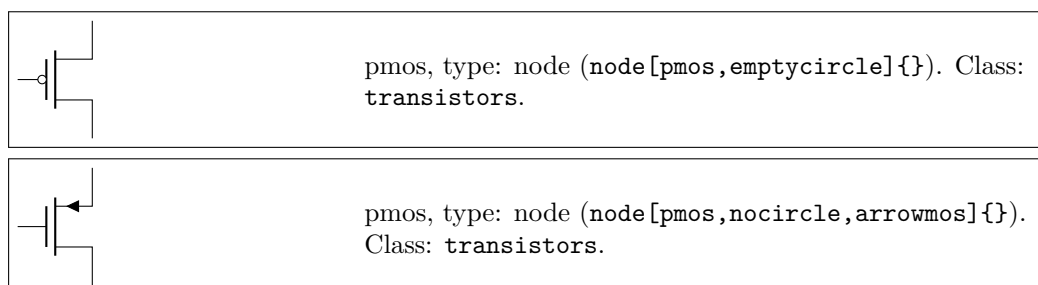 pmos, type: node (node[pmos,emptycircle]{}). Class:
transistors.
pmos, type: node (node[pmos,nocircle,arrowmos]{}).
Class: transistors.